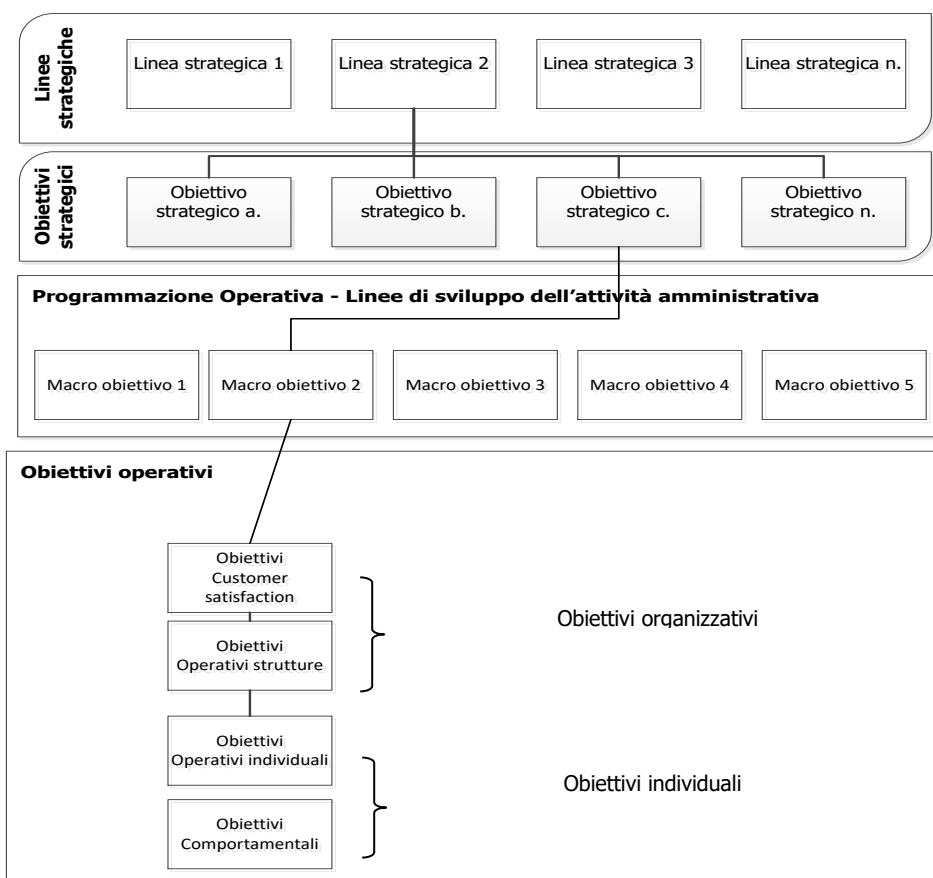 Linee
strategiche
Linea strategica 1
Linea strategica 2
Linea strategica 3
Linea strategica n.
Obiettivi
strategici
Obiettivo
strategico a.
Obiettivo
strategico b.
Obiettivo
strategico c.
Obiettivo
strategico n.
Programmazione Operativa - Linee di sviluppo dell’attività amministrativa
Macro obiettivo 1
Macro obiettivo 2
Macro obiettivo 3
Macro obiettivo 4
Macro obiettivo 5
Obiettivi operativi
Obiettivi
Customer
satisfaction
Obiettivi
Operativi strutture
Obiettivi organizzativi
Obiettivi
Operativi individuali
Obiettivi
Comportamentali
Obiettivi individuali